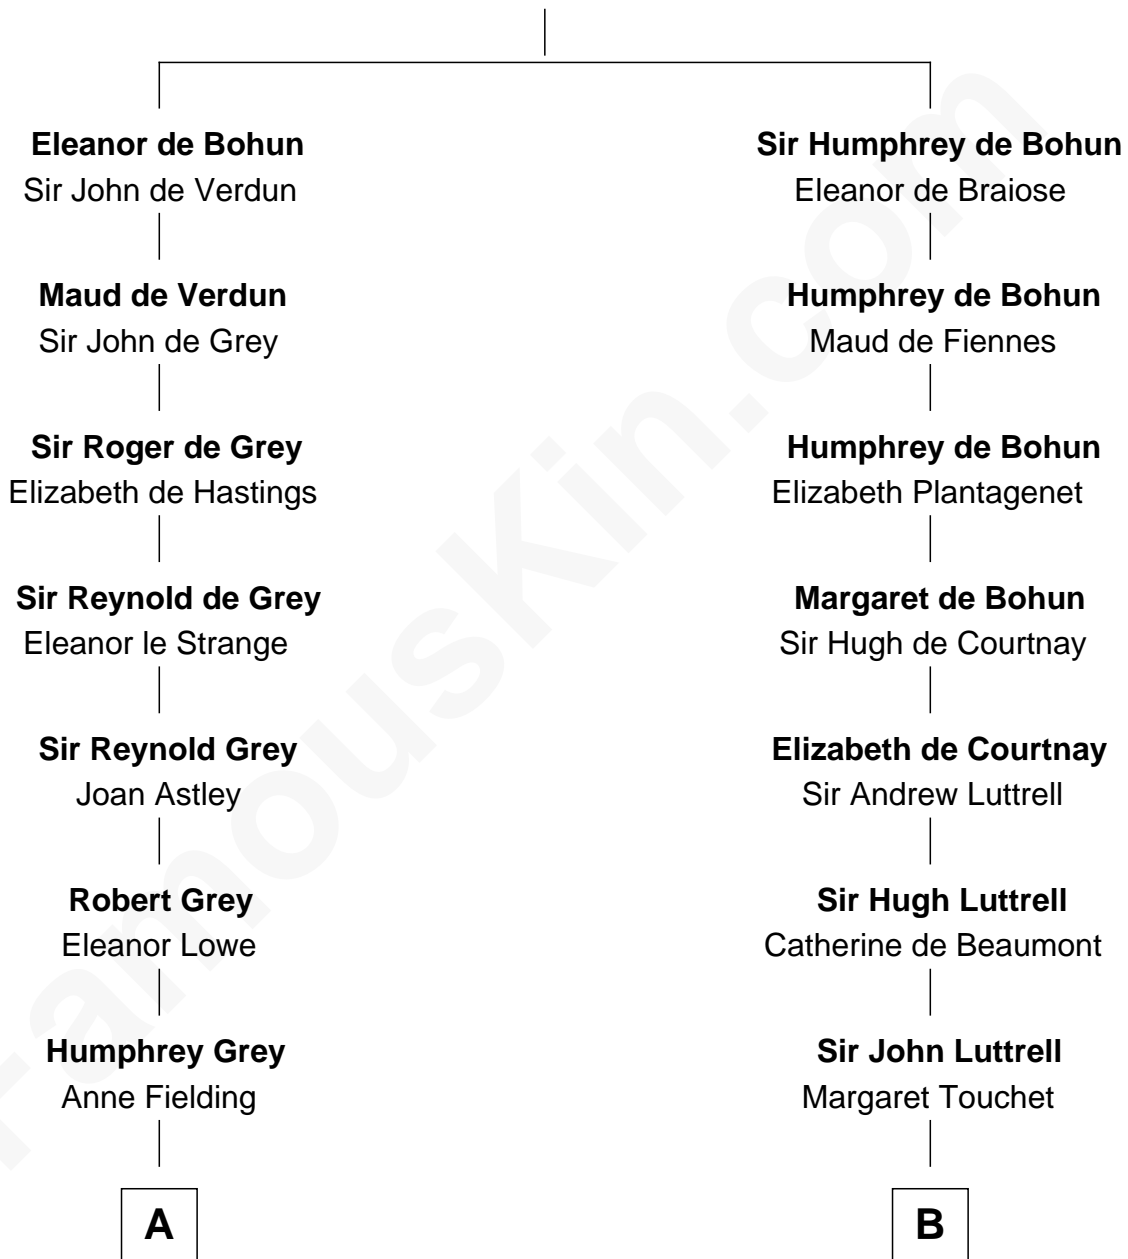 Eleanor de Bohun
Sir John de Verdun
Maud de Verdun
Sir John de Grey
Sir Roger de Grey
Elizabeth de Hastings
Sir Reynold de Grey
Eleanor le Strange
Sir Reynold Grey
Joan Astley
Robert Grey
Eleanor Lowe
Humphrey Grey
Anne Fielding
A
Sir Humphrey de Bohun
Eleanor de Braiose
Humphrey de Bohun
Maud de Fiennes
Humphrey de Bohun
Elizabeth Plantagenet
Margaret de Bohun
Sir Hugh de Courtnay
Elizabeth de Courtnay
Sir Andrew Luttrell
Sir Hugh Luttrell
Catherine de Beaumont
Sir John Luttrell
Margaret Touchet
B
FamousKin.com